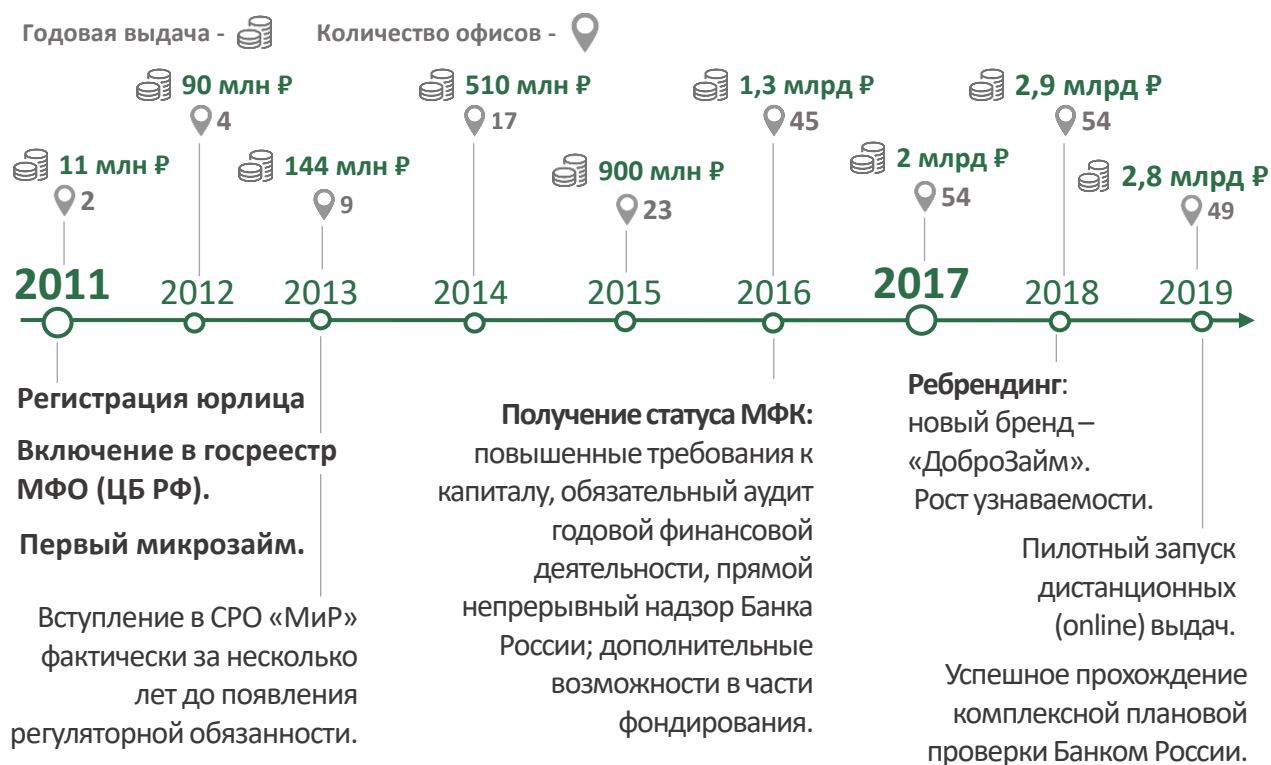 Годовая выдача -
Количество офисов -
11 млн ₽
2
90 млн ₽
4
144 млн ₽
9
510 млн ₽
17
900 млн ₽
23
1,3 млрд ₽
45
2 млрд ₽
54
2,9 млрд ₽
54
2,8 млрд ₽
49
2011
2012
2013
2014
2015
2016
2017
2018
2019
Регистрация юрлица
Включение в госреестр
МФО (ЦБ РФ).
Первый микрозайм.
Вступление в СРО «МиР»
фактически за несколько
лет до появления
регуляторной обязанности.
Получение статуса МФК:
повышенные требования к
капиталу, обязательный аудит
годовой финансовой
деятельности, прямой
непрерывный надзор Банка
России; дополнительные
возможности в части
фондирования.
Ребрендинг:
новый бренд –
«ДоброЗайм».
Рост узнаваемости.
Пилотный запуск
дистанционных
(online) выдач.
Успешное прохождение
комплексной плановой
проверки Банком России.